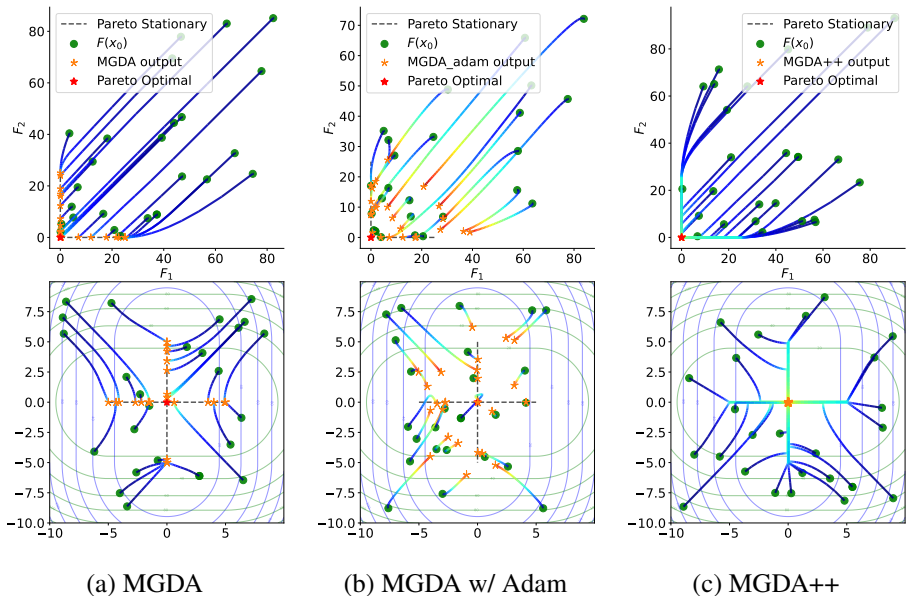 80
60
40
20
0
F₂
0 20 40 60 80
F₁
Pareto Stationary
F(x₀)
MGDA output
Pareto Optimal
70
60
50
40
30
20
10
0
F₂
0 20 40 60 80
F₁
Pareto Stationary
F(x₀)
MGDA_adam output
Pareto Optimal
80
60
40
20
0
F₂
0 20 40 60 80
F₁
Pareto Stationary
F(x₀)
MGDA++ output
Pareto Optimal
7.5
5.0
2.5
0.0
−2.5
−5.0
−7.5
−10.0
−10 −5 0 5
7.5
5.0
2.5
0.0
−2.5
−5.0
−7.5
−10.0
−10 −5 0 5
7.5
5.0
2.5
0.0
−2.5
−5.0
−7.5
−10.0
−10 −5 0 5
(a) MGDA
(b) MGDA w/ Adam
(c) MGDA++